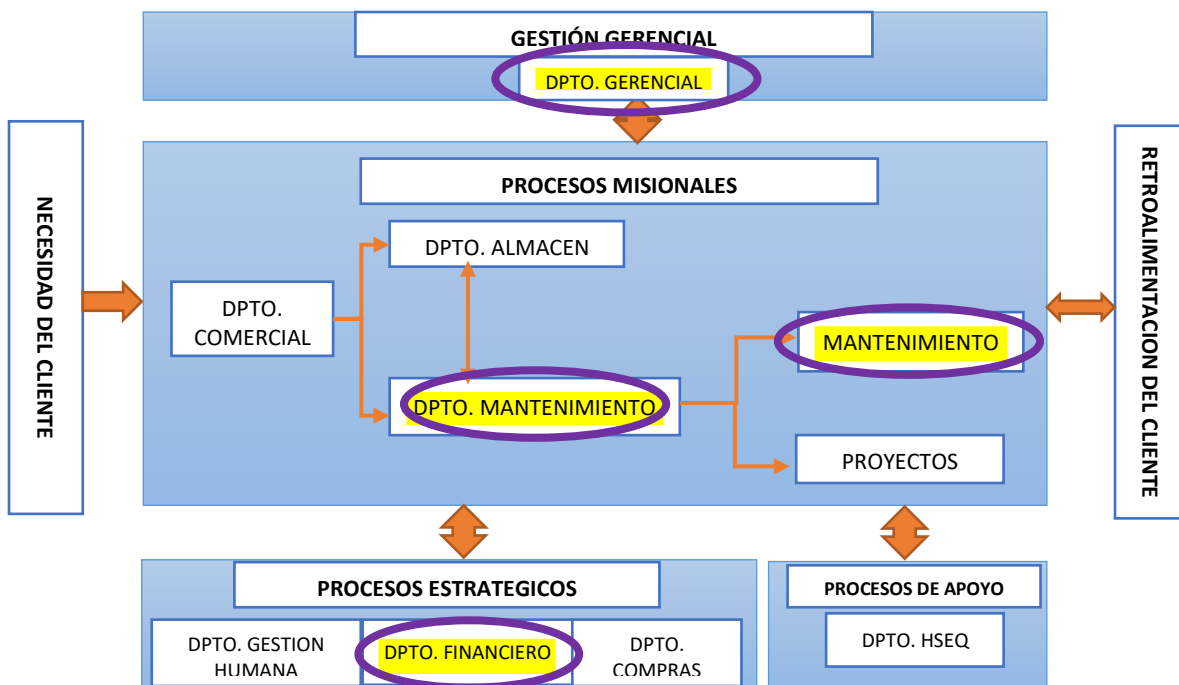 GESTIÓN GERENCIAL
DPTO. GERENCIAL
NECESIDAD DEL CLIENTE
PROCESOS MISIONALES
DPTO. ALMACEN
DPTO.
COMERCIAL
MANTENIMIENTO
DPTO. MANTENIMIENTO
PROYECTOS
RETROALIMENTACION DEL CLIENTE
PROCESOS ESTRATEGICOS
DPTO. GESTION
HUMANA
DPTO. FINANCIERO
DPTO.
COMPRAS
PROCESOS DE APOYO
DPTO. HSEQ